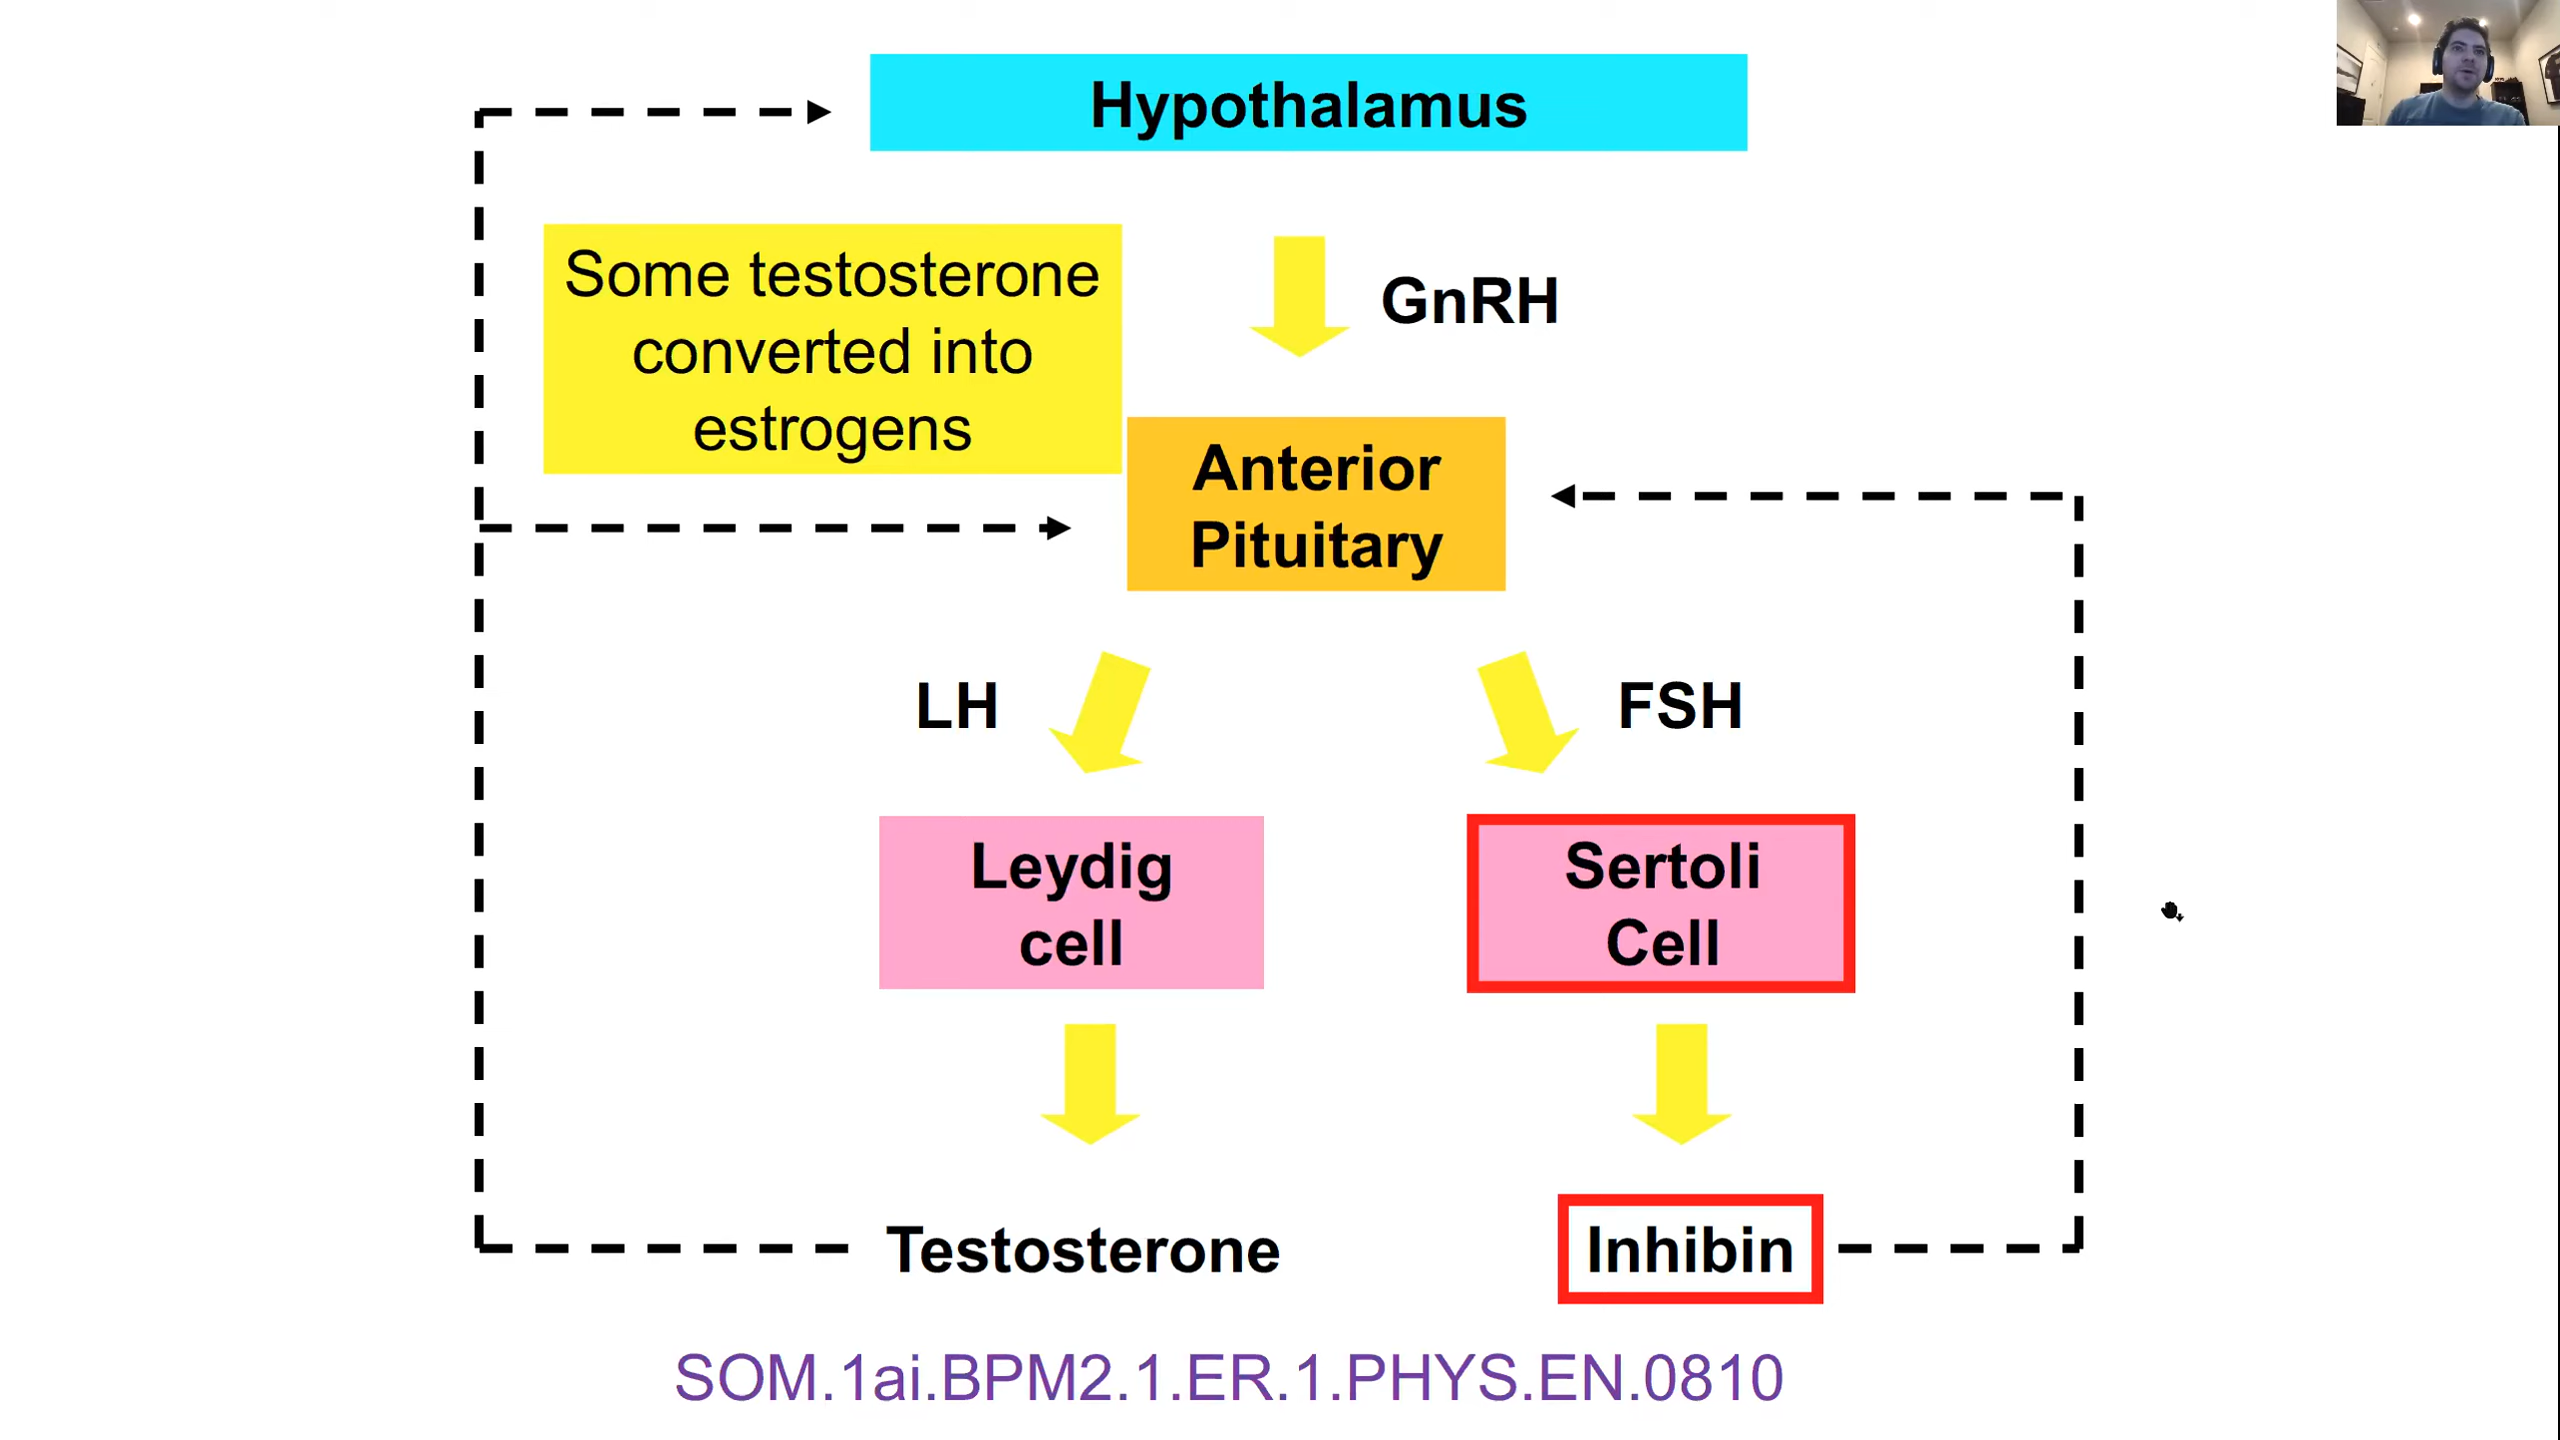 Hypothalamus
Some testosterone
converted into
estrogens
GnRH
Anterior
Pituitary
LH
FSH
Leydig
cell
Sertoli
Cell
Testosterone
Inhibin
SOM.1ai.BPM2.1.ER.1.PHYS.EN.0810